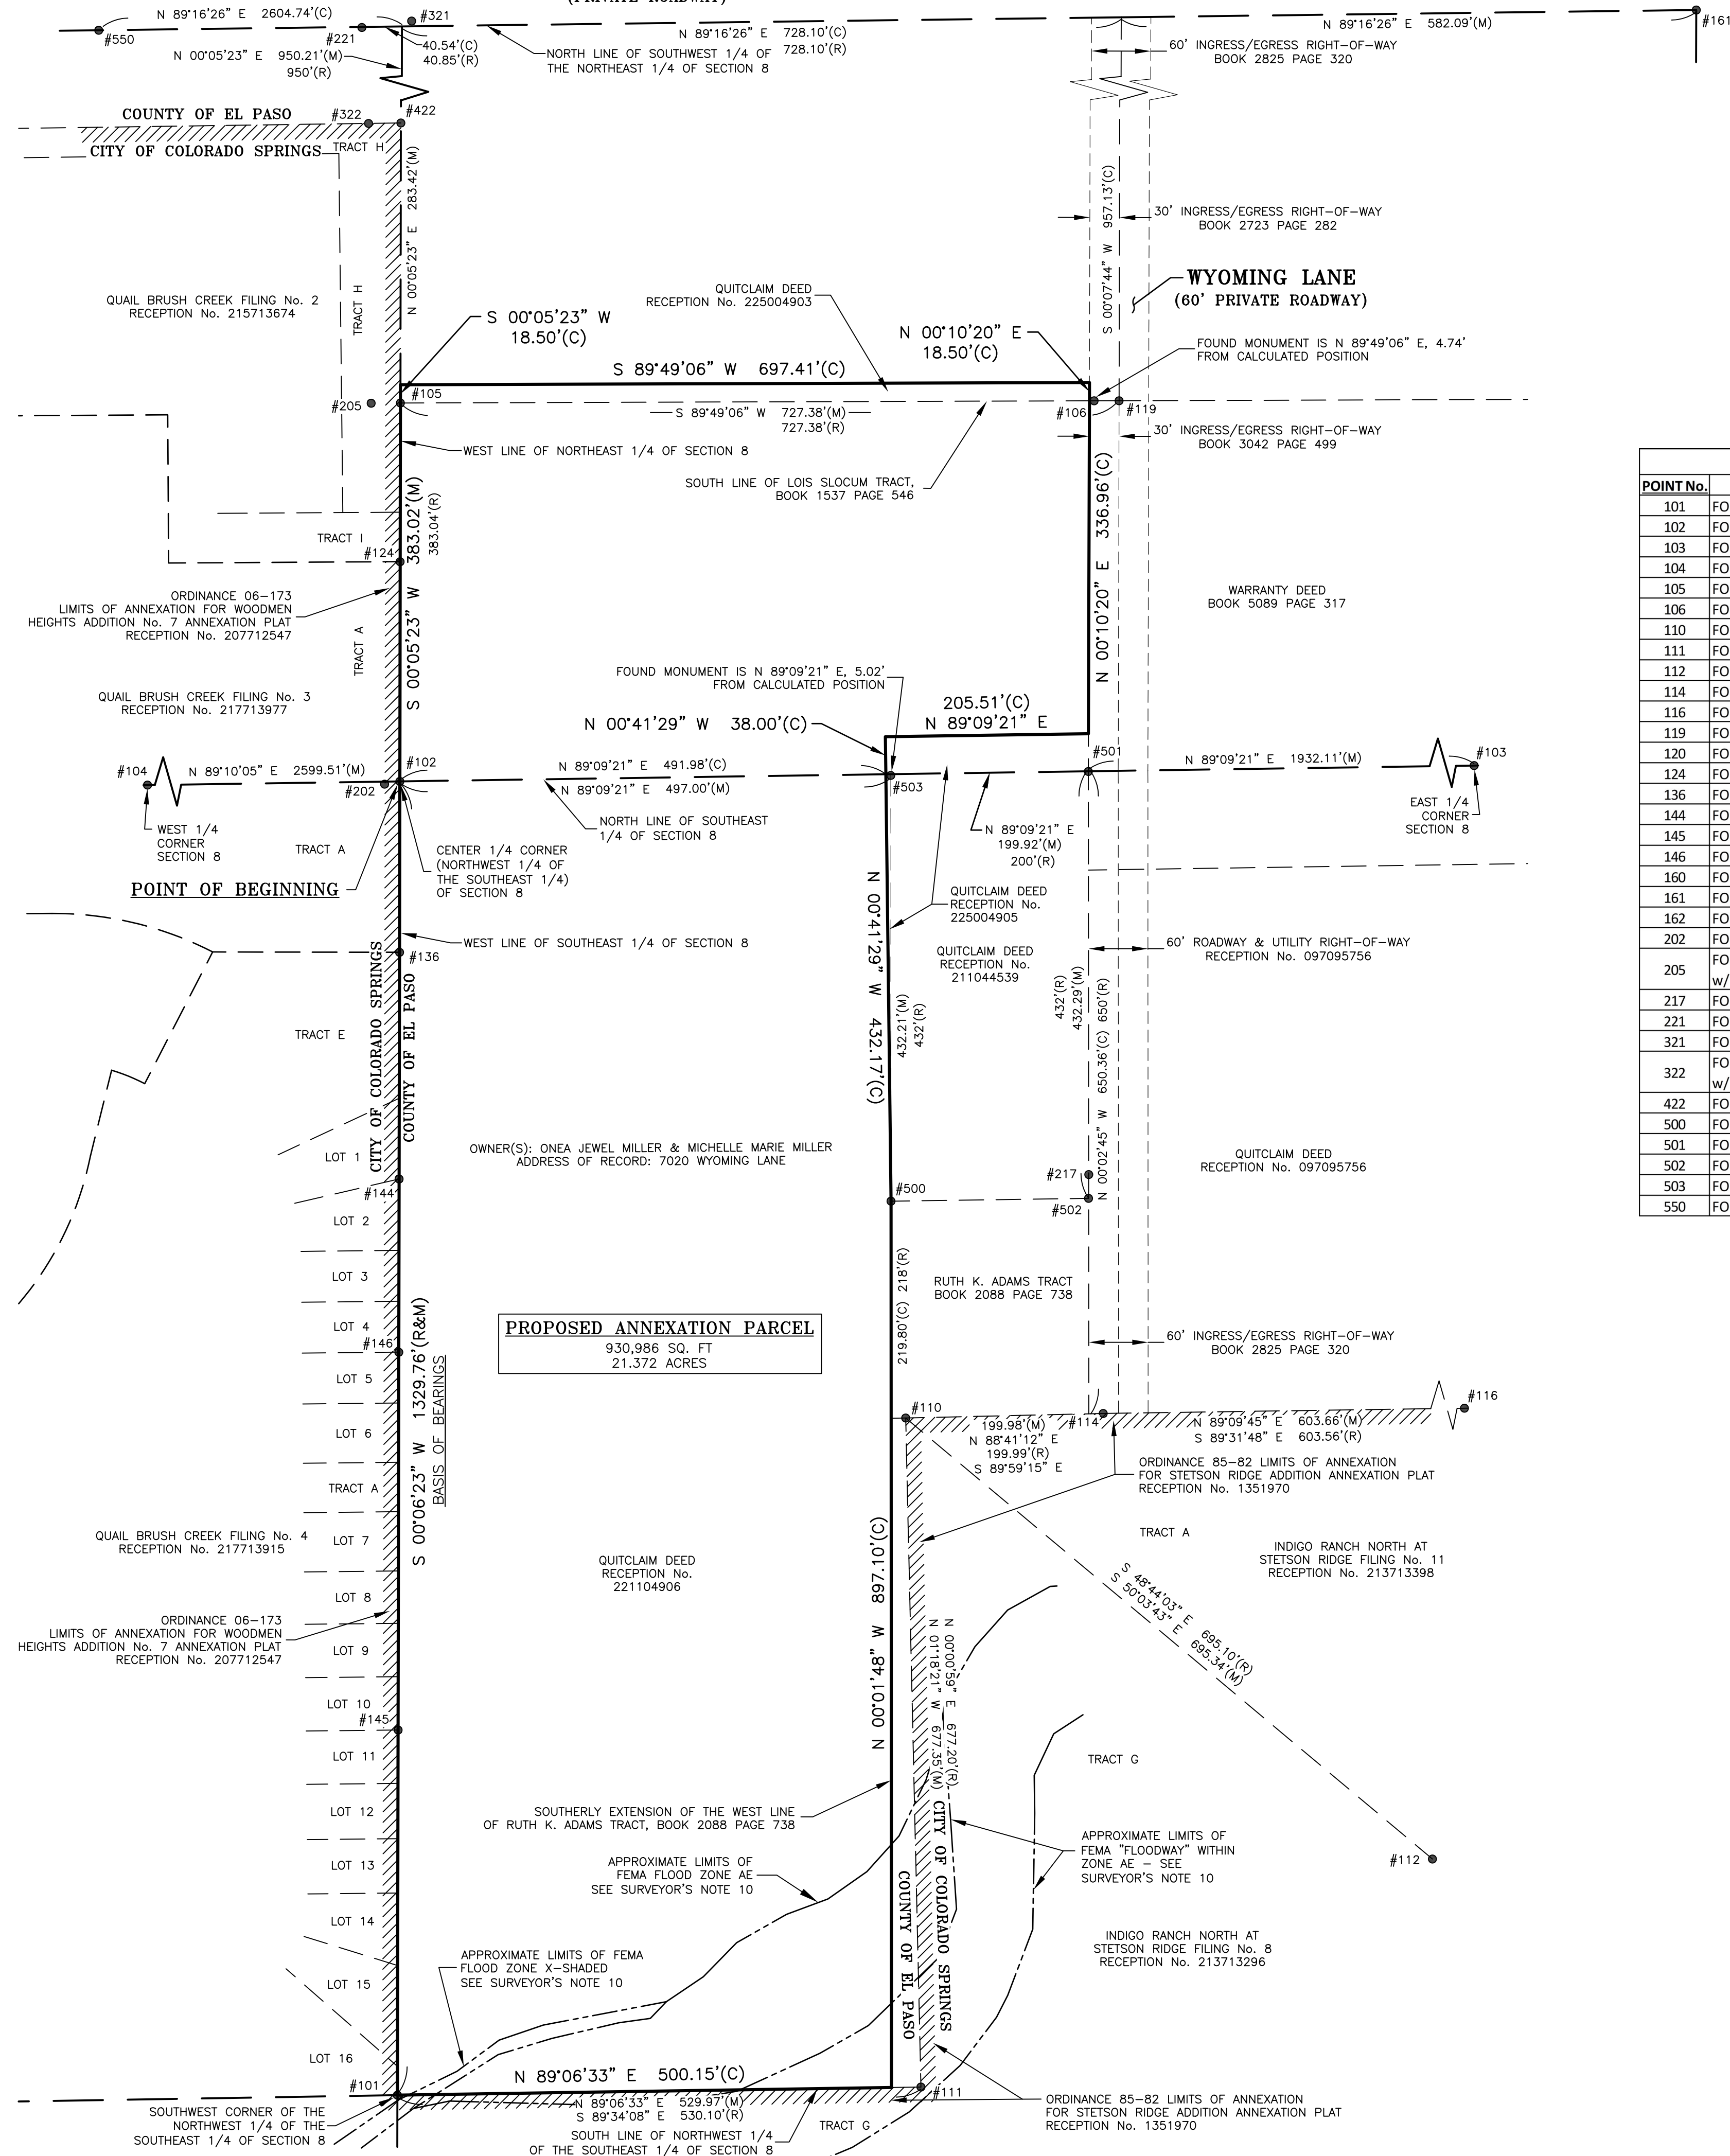 (PRIVATE ROADWAY)
N 89°16'26" E 2604.74'(C)
#550
#221
#321
40.54'(C)
40.85'(R)
N 00°05'23" E 950.21'(M)
950'(R)
N 89°16'26" E 728.10'(C)
728.10'(R)
NORTH LINE OF SOUTHWEST 1/4 OF
THE NORTHEAST 1/4 OF SECTION 8
N 89°16'26" E 582.09'(M)
#161
60' INGRESS/EGRESS RIGHT-OF-WAY
BOOK 2825 PAGE 320
COUNTY OF EL PASO
CITY OF COLORADO SPRINGS
#322
#422
TRACT H
N 00°05'23" E 283.42'(M)
S 00°07'44" W 957.13'(C)
30' INGRESS/EGRESS RIGHT-OF-WAY
BOOK 2723 PAGE 282
WYOMING LANE
(60' PRIVATE ROADWAY)
QUAIL BRUSH CREEK FILING No. 2
RECEPTION No. 215713674
TRACT H
QUITCLAIM DEED
RECEPTION No. 225004903
S 00°05'23" W
18.50'(C)
N 00°10'20" E
18.50'(C)
FOUND MONUMENT IS N 89°49'06" E, 4.74'
FROM CALCULATED POSITION
S 89°49'06" W 697.41'(C)
#205
#105
S 89°49'06" W 727.38'(M)
727.38'(R)
#106
#119
30' INGRESS/EGRESS RIGHT-OF-WAY
BOOK 3042 PAGE 499
WEST LINE OF NORTHEAST 1/4 OF SECTION 8
SOUTH LINE OF LOIS SLOCUM TRACT,
BOOK 1537 PAGE 546
TRACT I
#124
S 00°05'23" W 383.02'(M)
383.04'(R)
N 00°10'20" E 336.96'(C)
ORDINANCE 06-173
LIMITS OF ANNEXATION FOR WOODMEN
HEIGHTS ADDITION No. 7 ANNEXATION PLAT
RECEPTION No. 207712547
TRACT A
WARRANTY DEED
BOOK 5089 PAGE 317
QUAIL BRUSH CREEK FILING No. 3
RECEPTION No. 217713977
FOUND MONUMENT IS N 89°09'21" E, 5.02'
FROM CALCULATED POSITION
205.51'(C)
N 89°09'21" E
N 00°41'29" W 38.00'(C)
#104
N 89°10'05" E 2599.51'(M)
#202
#102
N 89°09'21" E 491.98'(C)
N 89°09'21" E 497.00'(M)
#503
#501
N 89°09'21" E 1932.11'(M)
#103
WEST 1/4
CORNER
SECTION 8
TRACT A
POINT OF BEGINNING
CENTER 1/4 CORNER
(NORTHWEST 1/4 OF
THE SOUTHEAST 1/4)
OF SECTION 8
NORTH LINE OF SOUTHEAST
1/4 OF SECTION 8
N 89°09'21" E
199.92'(M)
200'(R)
EAST 1/4
CORNER
SECTION 8
QUITCLAIM DEED
RECEPTION No.
225004905
WEST LINE OF SOUTHEAST 1/4 OF SECTION 8
#136
N 00°41'29" W 432.17'(C)
432.21'(M)
432'(R)
QUITCLAIM DEED
RECEPTION No.
211044539
432'(R)
432.29'(M)
N 00°02'45" W 650.36'(C) 650'(R)
60' ROADWAY & UTILITY RIGHT-OF-WAY
RECEPTION No. 097095756
TRACT E
CITY OF COLORADO SPRINGS
COUNTY OF EL PASO
LOT 1
OWNER(S): ONEA JEWEL MILLER & MICHELLE MARIE MILLER
ADDRESS OF RECORD: 7020 WYOMING LANE
QUITCLAIM DEED
RECEPTION No. 097095756
#144
#500
#217
#502
LOT 2
LOT 3
LOT 4
#146
LOT 5
LOT 6
TRACT A
LOT 7
LOT 8
LOT 9
LOT 10
#145
LOT 11
LOT 12
LOT 13
LOT 14
LOT 15
LOT 16
S 00°06'23" W 1329.76'(R&M)
BASIS OF BEARINGS
219.80'(C) 218'(R)
RUTH K. ADAMS TRACT
BOOK 2088 PAGE 738
PROPOSED ANNEXATION PARCEL
930,986 SQ. FT
21.372 ACRES
60' INGRESS/EGRESS RIGHT-OF-WAY
BOOK 2825 PAGE 320
#110
#114
#116
199.98'(M)
N 88°41'12" E
199.99'(R)
S 89°59'15" E
N 89°09'45" E 603.66'(M)
S 89°31'48" E 603.56'(R)
ORDINANCE 85-82 LIMITS OF ANNEXATION
FOR STETSON RIDGE ADDITION ANNEXATION PLAT
RECEPTION No. 1351970
TRACT A
INDIGO RANCH NORTH AT
STETSON RIDGE FILING No. 11
RECEPTION No. 213713398
QUAIL BRUSH CREEK FILING No. 4
RECEPTION No. 217713915
QUITCLAIM DEED
RECEPTION No.
221104906
N 00°01'48" W 897.10'(C)
S 48°44'03" E 695.10'(R)
S 50°03'43" E 695.34'(M)
N 00°00'59" E 677.20'(R)
N 01°18'21" W 677.35'(M)
ORDINANCE 06-173
LIMITS OF ANNEXATION FOR WOODMEN
HEIGHTS ADDITION No. 7 ANNEXATION PLAT
RECEPTION No. 207712547
TRACT G
SOUTHERLY EXTENSION OF THE WEST LINE
OF RUTH K. ADAMS TRACT, BOOK 2088 PAGE 738
APPROXIMATE LIMITS OF
FEMA FLOOD ZONE AE
SEE SURVEYOR'S NOTE 10
CITY OF COLORADO SPRINGS
COUNTY OF EL PASO
APPROXIMATE LIMITS OF
FEMA "FLOODWAY" WITHIN
ZONE AE - SEE
SURVEYOR'S NOTE 10
#112
APPROXIMATE LIMITS OF FEMA
FLOOD ZONE X-SHADED
SEE SURVEYOR'S NOTE 10
INDIGO RANCH NORTH AT
STETSON RIDGE FILING No. 8
RECEPTION No. 213713296
#101
N 89°06'33" E 500.15'(C)
N 89°06'33" E 529.97'(M)
S 89°34'08" E 530.10'(R)
#111
SOUTHWEST CORNER OF THE
NORTHWEST 1/4 OF THE
SOUTHEAST 1/4 OF SECTION 8
SOUTH LINE OF NORTHWEST 1/4
OF THE SOUTHEAST 1/4 OF SECTION 8
TRACT G
ORDINANCE 85-82 LIMITS OF ANNEXATION
FOR STETSON RIDGE ADDITION ANNEXATION PLAT
RECEPTION No. 1351970
POINT No.
101 FO
102 FO
103 FO
104 FO
105 FO
106 FO
110 FO
111 FO
112 FO
114 FO
116 FO
119 FO
120 FO
124 FO
136 FO
144 FO
145 FO
146 FO
160 FO
161 FO
162 FO
202 FO
205 FO
w/
217 FO
221 FO
321 FO
322 FO
w/
422 FO
500 FO
501 FO
502 FO
503 FO
550 FO